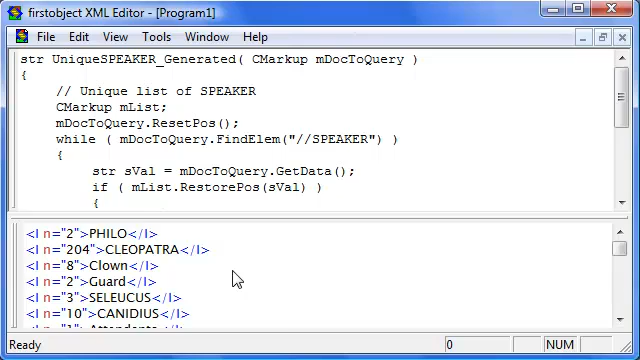 firstobject XML Editor - [Program1]
File Edit View Tools Window Help
str UniqueSPEAKER_Generated( CMarkup mDocToQuery )
{
// Unique list of SPEAKER
CMarkup mList;
mDocToQuery.ResetPos();
while ( mDocToQuery.FindElem("//SPEAKER") )
{
str sVal = mDocToQuery.GetData();
if ( mList.RestorePos(sVal) )
{
<I n="2">PHILO</I>
<I n="204">CLEOPATRA</I>
<I n="8">Clown</I>
<I n="2">Guard</I>
<I n="3">SELEUCUS</I>
<I n="10">CANIDIUS</I>
Ready 0 NUM